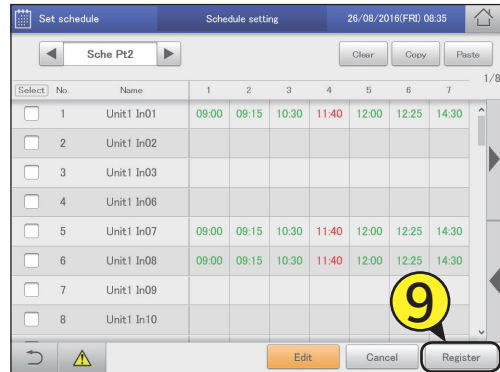 Set schedule Schedule setting 26/08/2016(FRI) 08:35
Sche Pt2 Clear Copy Paste
1/8
Select No. Name 1 2 3 4 5 6 7
1 Unit1 In01 09:00 09:15 10:30 11:40 12:00 12:25 14:30
2 Unit1 In02
3 Unit1 In03
4 Unit1 In06
5 Unit1 In07 09:00 09:15 10:30 11:40 12:00 12:25 14:30
6 Unit1 In08 09:00 09:15 10:30 11:40 12:00 12:25 14:30
7 Unit1 In09
8 Unit1 In10
9
Edit Cancel Register